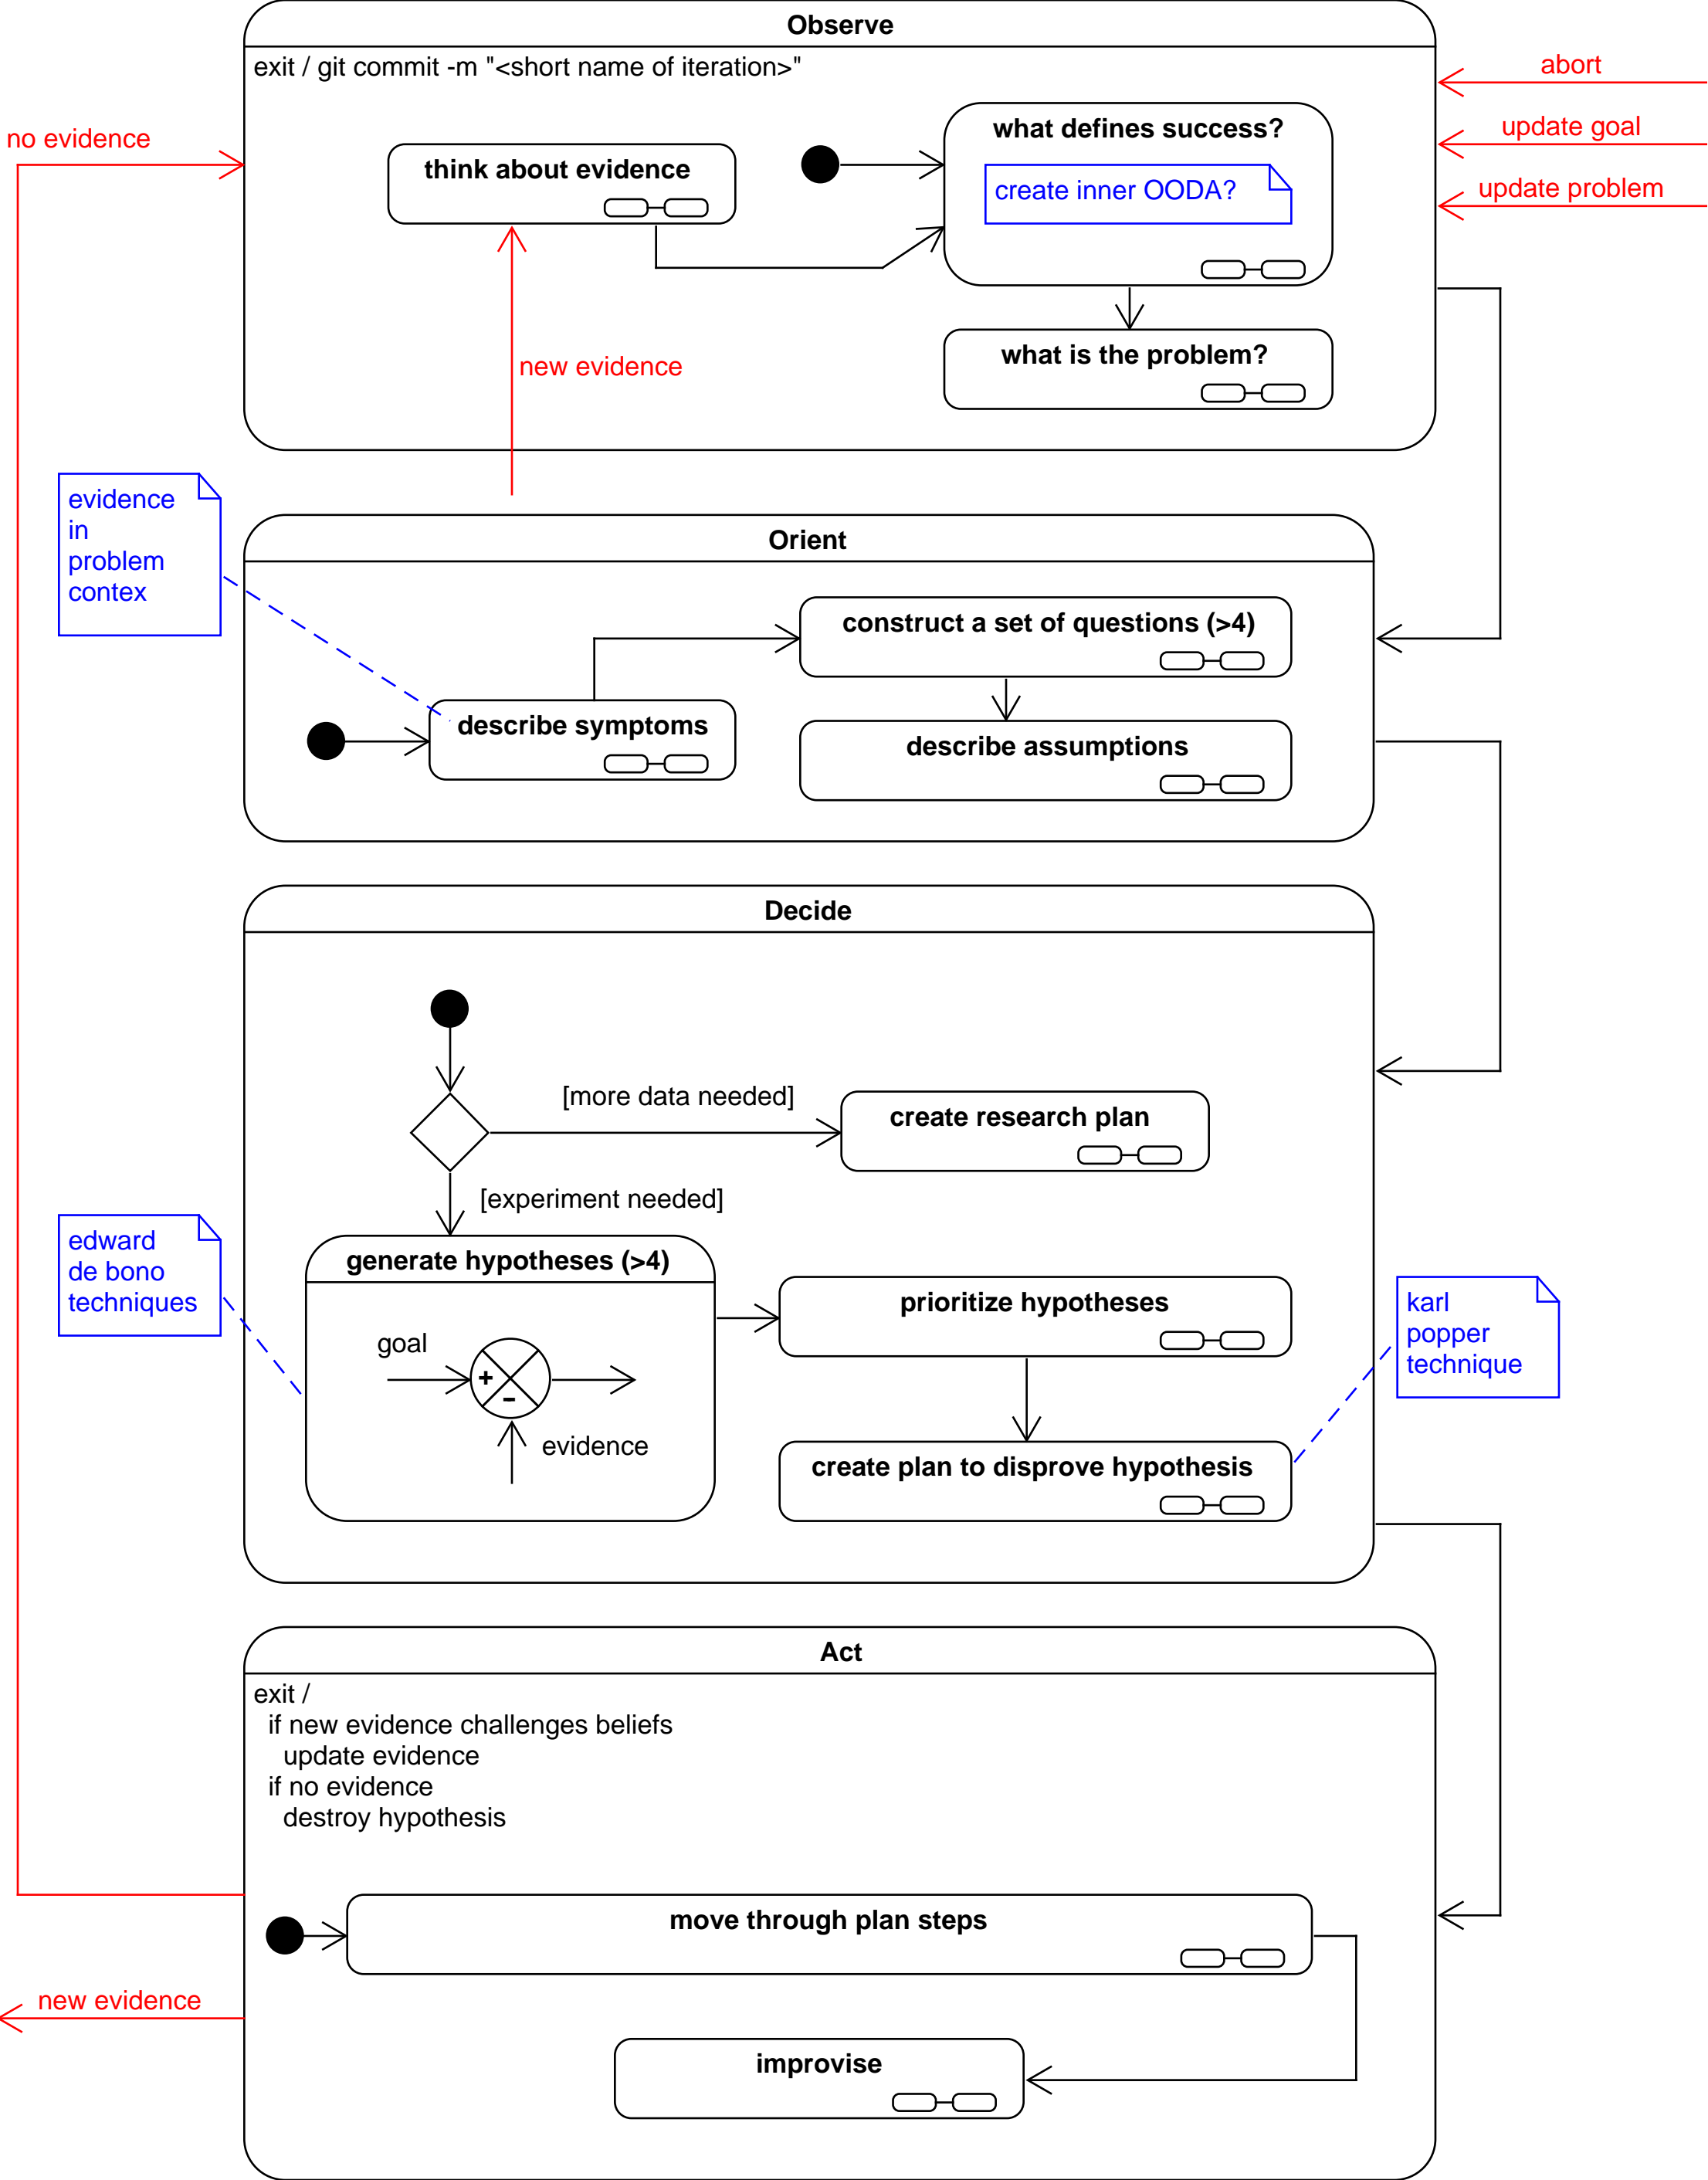 Observe
exit / git commit -m "<short name of iteration>"
abort
no evidence
think about evidence
what defines success?
update goal
create inner OODA?
update problem
what is the problem?
new evidence
evidence
in
problem
contex
Orient
construct a set of questions (>4)
describe symptoms
describe assumptions
Decide
[more data needed]
create research plan
[experiment needed]
edward
de bono
techniques
generate hypotheses (>4)
prioritize hypotheses
karl
popper
technique
goal
+
-
evidence
create plan to disprove hypothesis
Act
exit /
if new evidence challenges beliefs
update evidence
if no evidence
destroy hypothesis
move through plan steps
new evidence
improvise